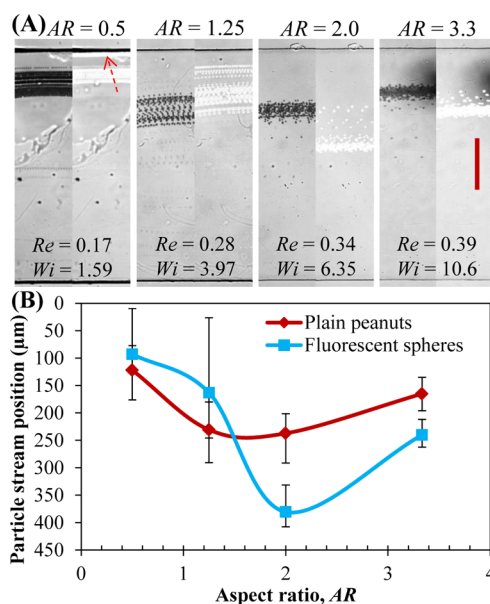 (A) AR = 0.5 AR = 1.25 AR = 2.0 AR = 3.3
Re = 0.17 Re = 0.28 Re = 0.34 Re = 0.39
Wi = 1.59 Wi = 3.97 Wi = 6.35 Wi = 10.6
(B)
Particle stream position (µm)
0
50
100
150
200
250
300
350
400
450
Plain peanuts
Fluorescent spheres
0 1 2 3 4
Aspect ratio, AR